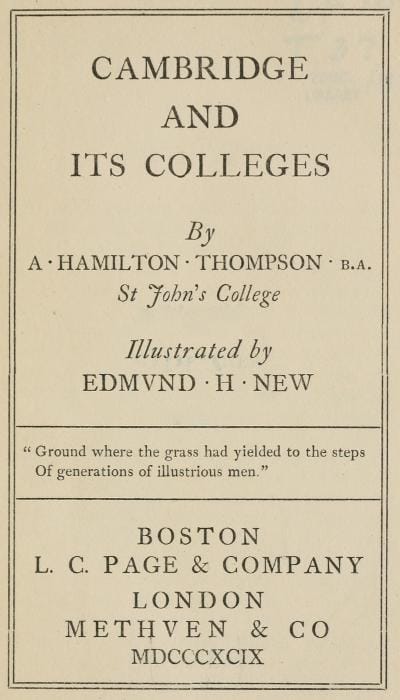 CAMBRIDGE
AND
ITS COLLEGES
By
A · HAMILTON · THOMPSON · B.A.
St John's College
Illustrated by
EDMVND · H · NEW
“ Ground where the grass had yielded to the steps
Of generations of illustrious men.”
BOSTON
L. C. PAGE & COMPANY
LONDON
METHVEN & CO
MDCCCXCIX